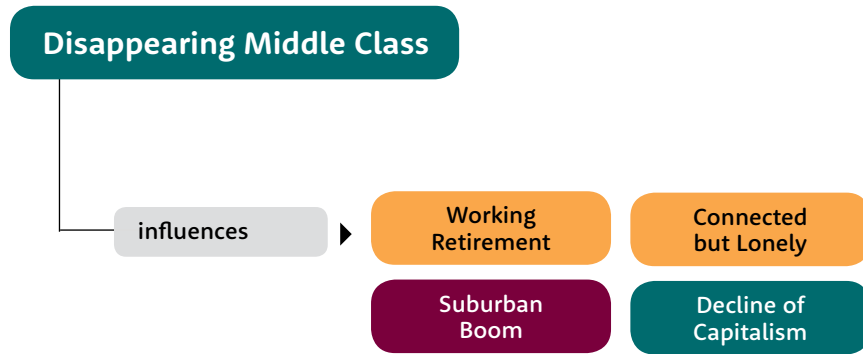 Disappearing Middle Class
influences
Working
Retirement
Connected
but Lonely
Suburban
Boom
Decline of
Capitalism